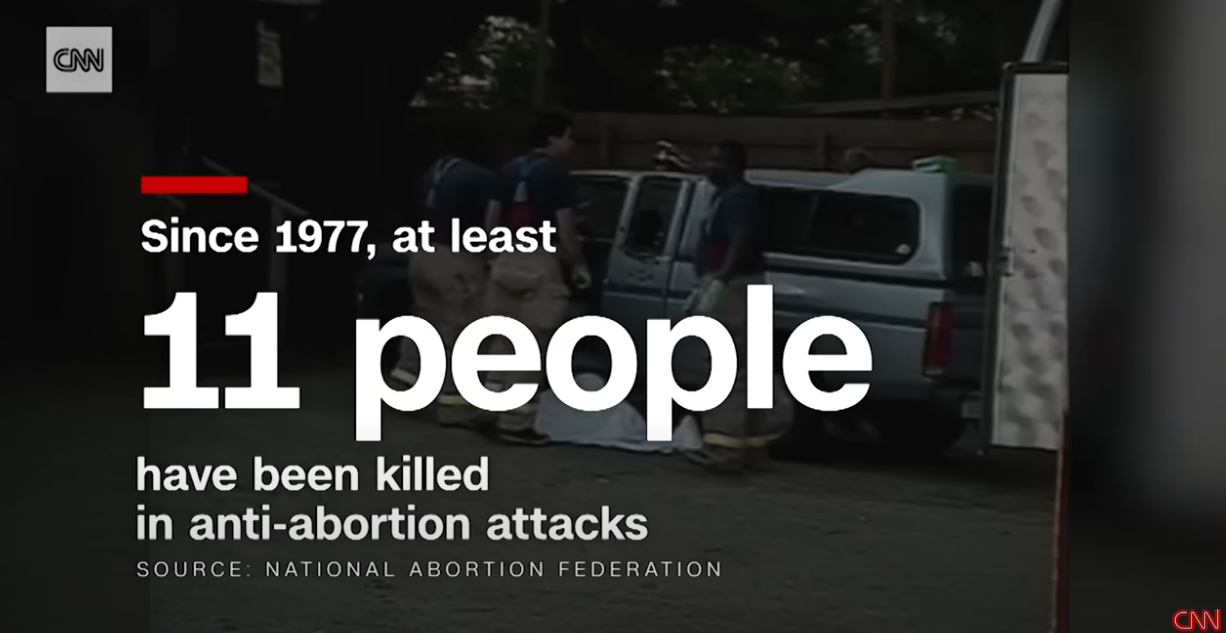 CNN
Since 1977, at least
11 people
have been killed
in anti-abortion attacks
SOURCE: NATIONAL ABORTION FEDERATION
CNN